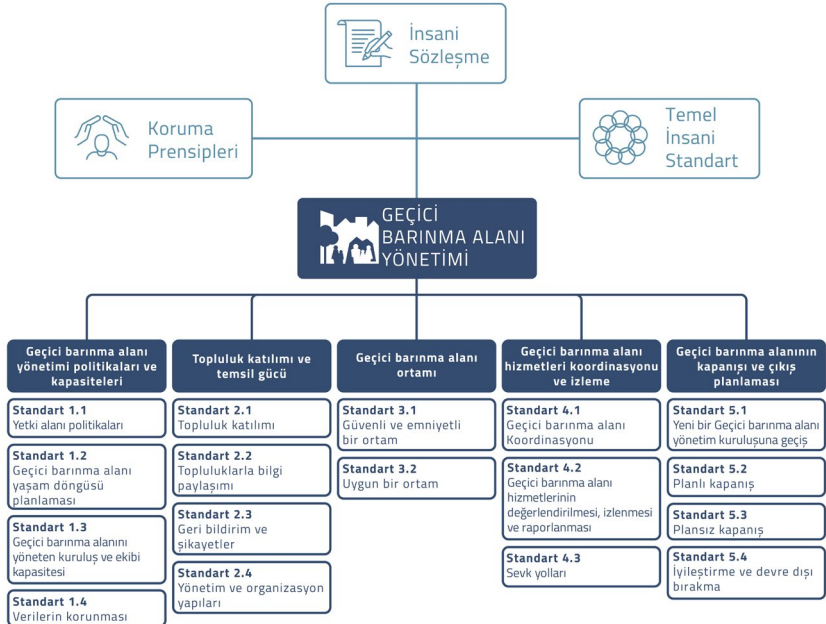 İnsani
Sözleşme
Koruma
Prensipleri
Temel
İnsani
Standart
GEÇİCİ
BARINMA ALANI
YÖNETİMİ
Geçici barınma alanı
yönetimi politikaları ve
kapasiteleri
Standart 1.1
Yetki alanı politikaları
Standart 1.2
Geçici barınma alanı
yaşam döngüsü
planlaması
Standart 1.3
Geçici barınma alanını
yöneten kuruluş ve ekibi
kapasitesi
Standart 1.4
Verilerin korunması
Topluluk katılımı ve
temsil gücü
Standart 2.1
Topluluk katılımı
Standart 2.2
Topluluklarla bilgi
paylaşımı
Standart 2.3
Geri bildirim ve
şikayetler
Standart 2.4
Yönetim ve organizasyon
yapıları
Geçici barınma alanı
ortamı
Standart 3.1
Güvenli ve emniyetli
bir ortam
Standart 3.2
Uygun bir ortam
Geçici barınma alanı
hizmetleri koordinasyonu
ve izleme
Standart 4.1
Geçici barınma alanı
Koordinasyonu
Standart 4.2
Geçici barınma alanı
hizmetlerinin
değerlendirilmesi, izlenmesi
ve raporlanması
Standart 4.3
Sevk yolları
Geçici barınma alanının
kapanışı ve çıkış
planlaması
Standart 5.1
Yeni bir Geçici barınma alanı
yönetim kuruluşuna geçiş
Standart 5.2
Planlı kapanış
Standart 5.3
Plansız kapanış
Standart 5.4
İyileştirme ve devre dışı
bırakma